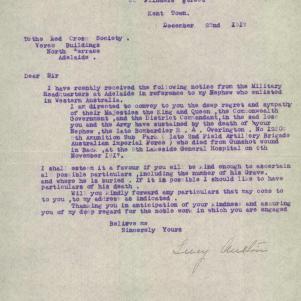 Kent Town.
December 22nd 1917
To the Red Cross Society.
Verco Buildings
North Terrace
Adelaide.
Dear Sir
I have recently received the following notice from the Military
Headquarters at Adelaide in reference to my Nephew who enlisted
in Western Australia.
I am directed to convey to you the deep regret and sympathy
of their Majesties the King and Queen, the Commonwealth
Government, and the District Commandant, in the sad loss
you and the Army have sustained by the death of your
Nephew, the late Bombardier R. A. Overington. No
Ammunition Sub Park ( late 2nd Field Artillery Brigade
Australian Imperial Force) who died from Gunshot wound
in Back ,at the Lakeside General Hospital on
November 1917.
I shall esteem it a favour if you will be kind enough to ascertain
all possible particulars ,including the number of his Grave,
and where he is buried . If it is possible I should like to have
particulars of his death .
Will you kindly forward any particulars that may come to
to you ,to my address as indicated .
Thanking you in anticipation of your kindness and assuring
you of my deep regard for the noble work in which you are engaged
Believe me
Sincerely Yours
Lucy